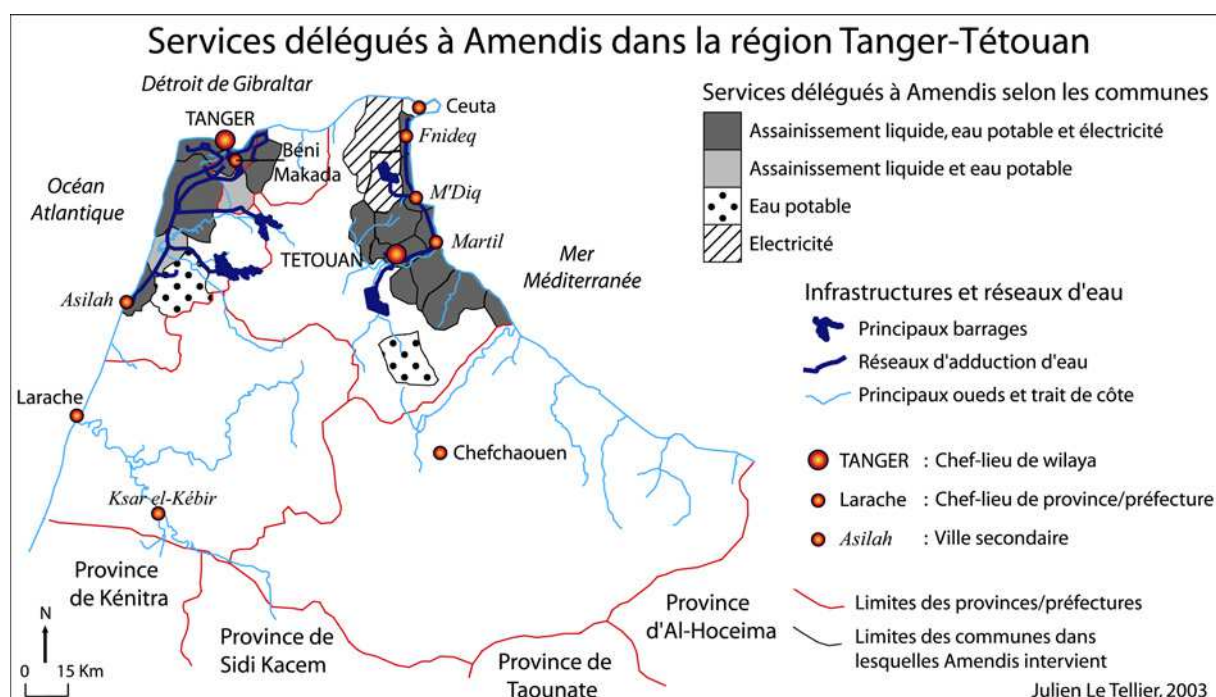 Services délégués à Amendis dans la région Tanger-Tétouan
Détroit de Gibraltar
TANGER
Béni
Makada
Océan
Atlantique
Asilah
TETOUAN
Ceuta
Fnideq
M'Diq
Martil
Mer
Méditerranée
Larache
Ksar el-Kébir
Chefchaouen
Province
de Kénitra
Province de
Sidi Kacem
Province de
Taounate
Province
d'Al-Hoceima
N
0 15 Km
Services délégués à Amendis selon les communes
Assainissement liquide, eau potable et électricité
Assainissement liquide et eau potable
Eau potable
Electricité
Infrastructures et réseaux d'eau
Principaux barrages
Réseaux d'adduction d'eau
Principaux oueds et trait de côte
TANGER : Chef-lieu de wilaya
Larache : Chef-lieu de province/préfecture
Asilah : Ville secondaire
Limites des provinces/préfectures
Limites des communes dans
lesquelles Amendis intervient
Julien Le Tellier, 2003